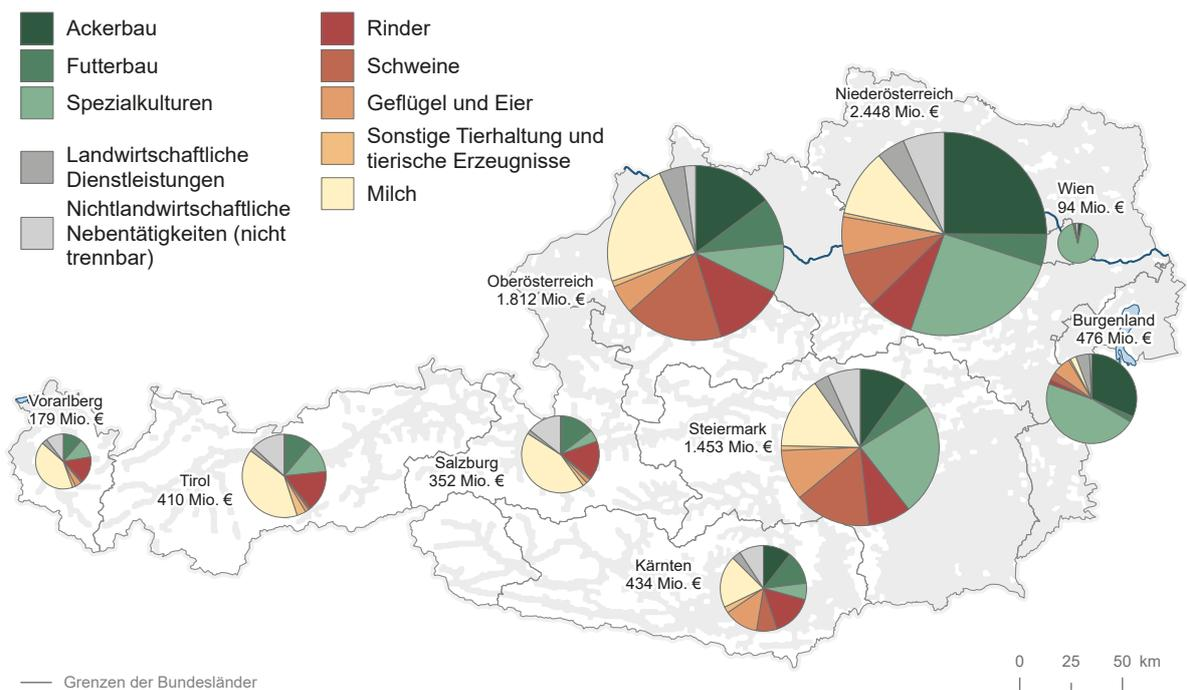 Ackerbau
Futterbau
Spezialkulturen
Landwirtschaftliche
Dienstleistungen
Nichtlandwirtschaftliche
Nebentätigkeiten (nicht
trennbar)
Rinder
Schweine
Geflügel und Eier
Sonstige Tierhaltung und
tierische Erzeugnisse
Milch
Niederösterreich
2.448 Mio. €
Wien
94 Mio. €
Oberösterreich
1.812 Mio. €
Burgenland
476 Mio. €
Vorarlberg
179 Mio. €
Tirol
410 Mio. €
Salzburg
352 Mio. €
Steiermark
1.453 Mio. €
Kärnten
434 Mio. €
0 25 50 km
Grenzen der Bundesländer